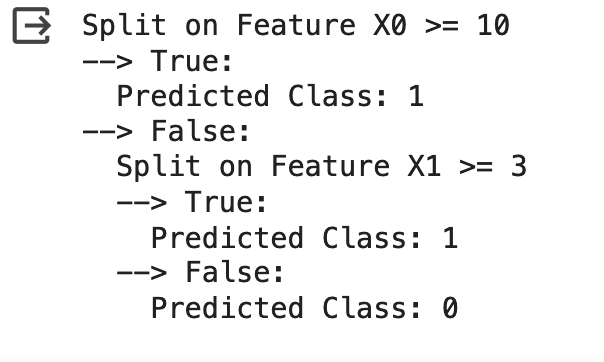 Split on Feature X0 >= 10
--> True:
  Predicted Class: 1
--> False:
  Split on Feature X1 >= 3
  --> True:
    Predicted Class: 1
  --> False:
    Predicted Class: 0